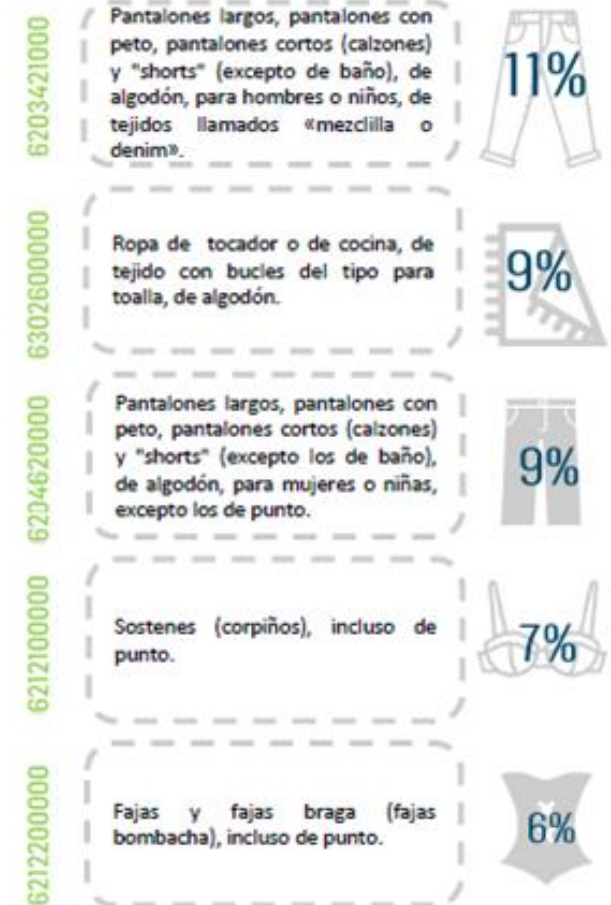 6203421000
Pantalones largos, pantalones con
peto, pantalones cortos (calzones)
y "shorts" (excepto de baño), de
algodón, para hombres o niños, de
tejidos llamados «mezclilla o
denim».
11%
6302600000
Ropa de tocador o de cocina, de
tejido con bucles del tipo para
toalla, de algodón.
9%
6204620000
Pantalones largos, pantalones con
peto, pantalones cortos (calzones)
y "shorts" (excepto los de baño),
de algodón, para mujeres o niñas,
excepto los de punto.
9%
6212100000
Sostenes (corpiños), incluso de
punto.
7%
6212200000
Fajas y fajas braga (fajas
bombacha), incluso de punto.
6%